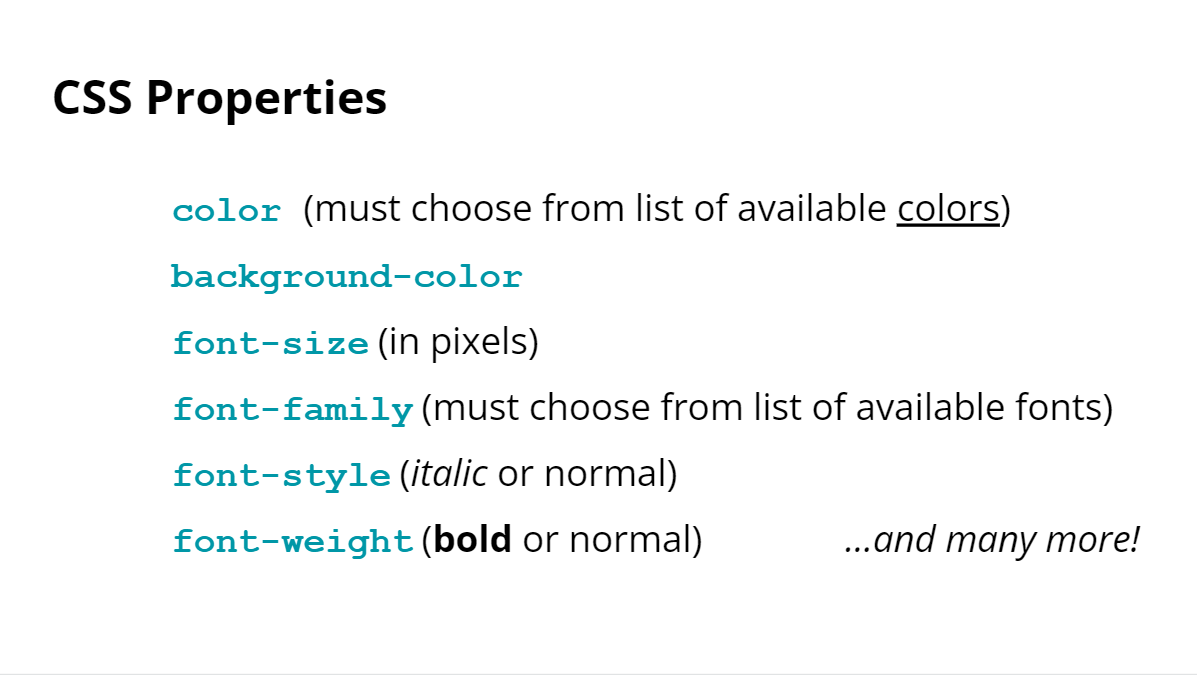 CSS Properties
color (must choose from list of available colors)
background-color
font-size (in pixels)
font-family (must choose from list of available fonts)
font-style (italic or normal)
font-weight (bold or normal) ...and many more!